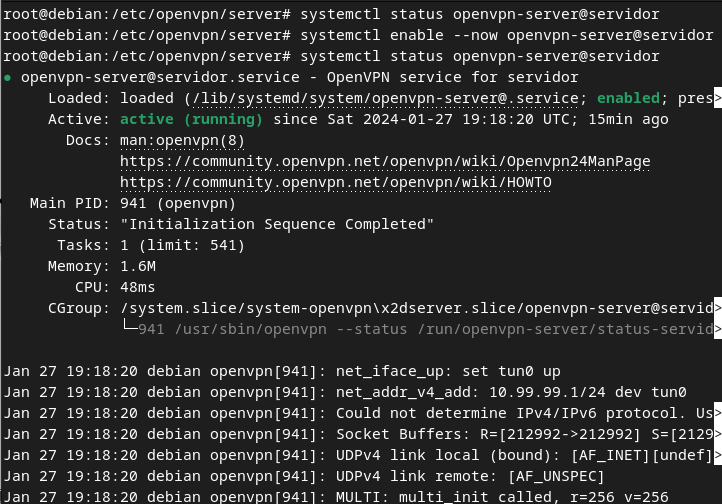 root@debian:/etc/openvpn/server# systemctl status openvpn-server@servidor
root@debian:/etc/openvpn/server# systemctl enable --now openvpn-server@servidor
root@debian:/etc/openvpn/server# systemctl status openvpn-server@servidor
● openvpn-server@servidor.service - OpenVPN service for servidor
Loaded: loaded (/lib/systemd/system/openvpn-server@.service; enabled; pres>
Active: active (running) since Sat 2024-01-27 19:18:20 UTC; 15min ago
Docs: man:openvpn(8)
https://community.openvpn.net/openvpn/wiki/Openvpn24ManPage
https://community.openvpn.net/openvpn/wiki/HOWTO
Main PID: 941 (openvpn)
Status: "Initialization Sequence Completed"
Tasks: 1 (limit: 541)
Memory: 1.6M
CPU: 48ms
CGroup: /system.slice/system-openvpn\x2dserver.slice/openvpn-server@servid>
└─941 /usr/sbin/openvpn --status /run/openvpn-server/status-servid>
Jan 27 19:18:20 debian openvpn[941]: net_iface_up: set tun0 up
Jan 27 19:18:20 debian openvpn[941]: net_addr_v4_add: 10.99.99.1/24 dev tun0
Jan 27 19:18:20 debian openvpn[941]: Could not determine IPv4/IPv6 protocol. Us>
Jan 27 19:18:20 debian openvpn[941]: Socket Buffers: R=[212992->212992] S=[2129>
Jan 27 19:18:20 debian openvpn[941]: UDPv4 link local (bound): [AF_INET][undef]>
Jan 27 19:18:20 debian openvpn[941]: UDPv4 link remote: [AF_UNSPEC]
Jan 27 19:18:20 debian openvpn[941]: MULTI: multi_init called, r=256 v=256